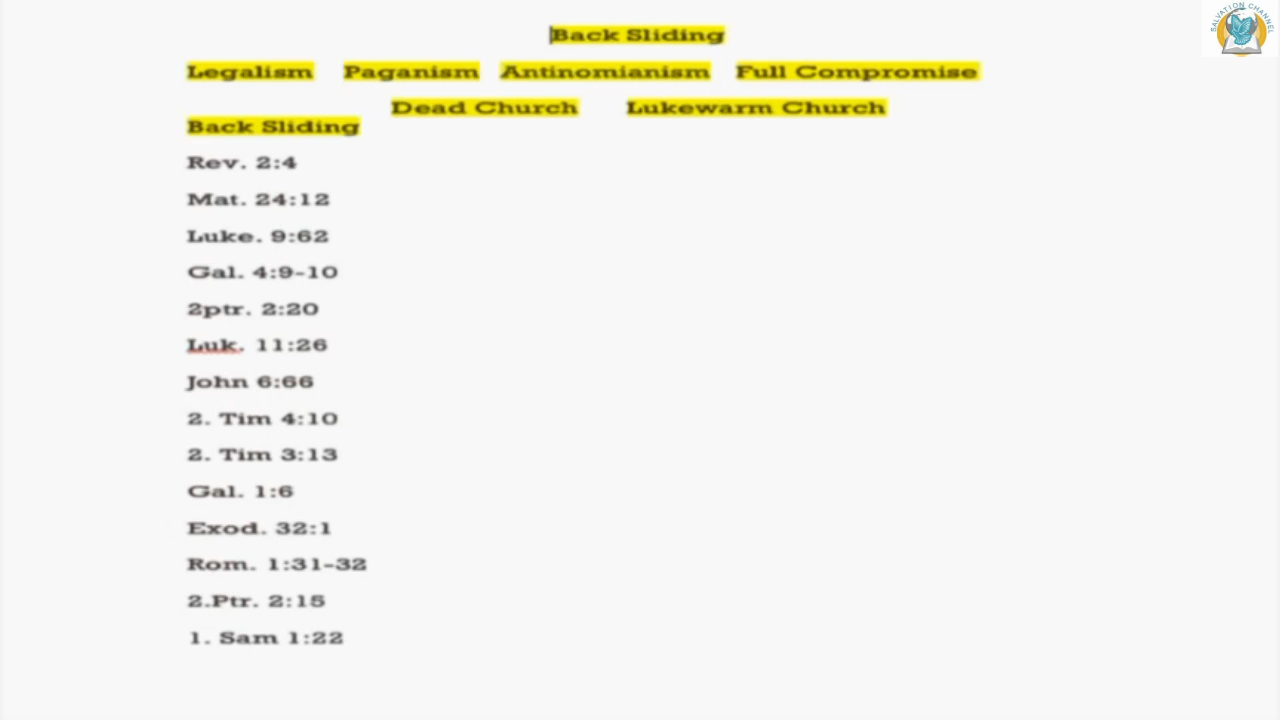 Back Sliding
Legalism Paganism Antinomianism Full Compromise
Dead Church Lukewarm Church
Back Sliding
Rev. 2:4
Mat. 24:12
Luke. 9:62
Gal. 4:9-10
2ptr. 2:20
Luk. 11:26
John 6:66
2. Tim 4:10
2. Tim 3:13
Gal. 1:6
Exod. 32:1
Rom. 1:31-32
2.Ptr. 2:15
1. Sam 1:22
SALVATION CHANNEL